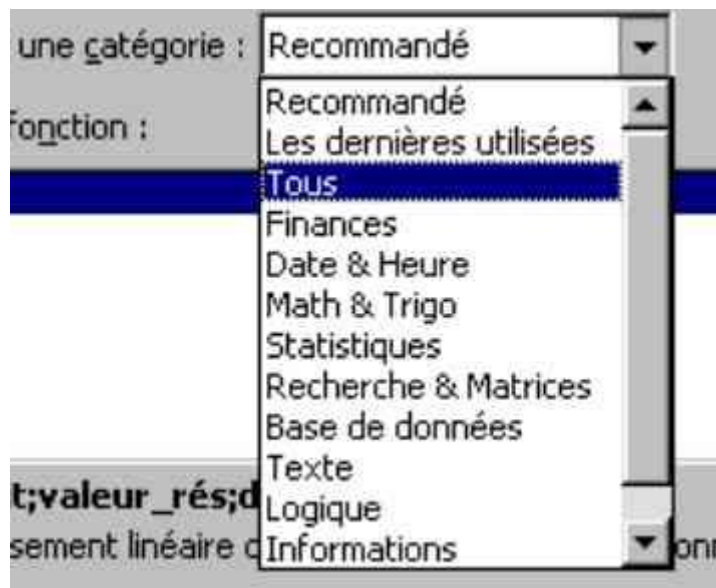 une catégorie : Recommandé
Recommandé
fonction :
Les dernières utilisées
Tous
Finances
Date & Heure
Math & Trigo
Statistiques
Recherche & Matrices
Base de données
Texte
t;valeur_rés;d
Logique
sement linéaire
Informations